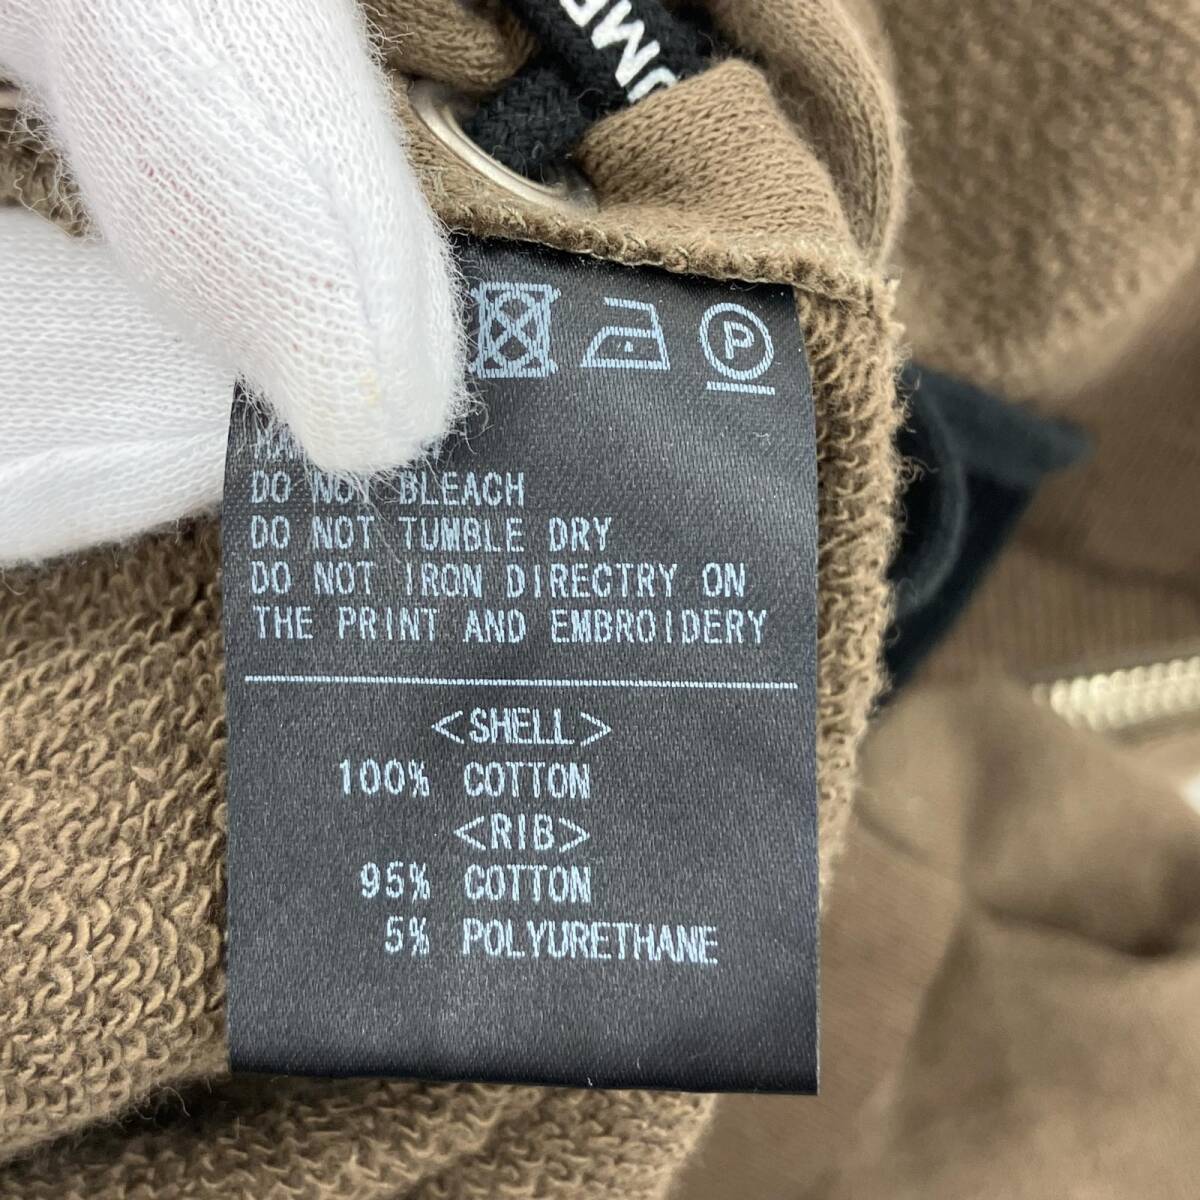 UM
P
DO NOT BLEACH
DO NOT TUMBLE DRY
DO NOT IRON DIRECTRY ON
THE PRINT AND EMBROIDERY
<SHELL>
100% COTTON
<RIB>
95% COTTON
5% POLYURETHANE